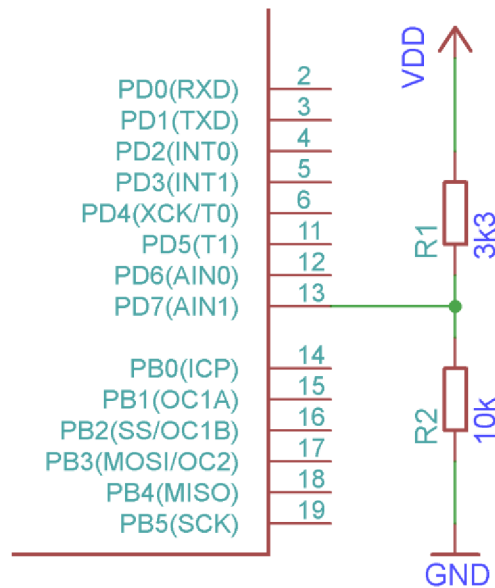 PD0(RXD) 2
PD1(TXD) 3
PD2(INT0) 4
PD3(INT1) 5
PD4(XCK/T0) 6
PD5(T1) 11
PD6(AIN0) 12
PD7(AIN1) 13
PB0(ICP) 14
PB1(OC1A) 15
PB2(SS/OC1B) 16
PB3(MOSI/OC2) 17
PB4(MISO) 18
PB5(SCK) 19
VDD
R1
3k3
R2
10k
GND